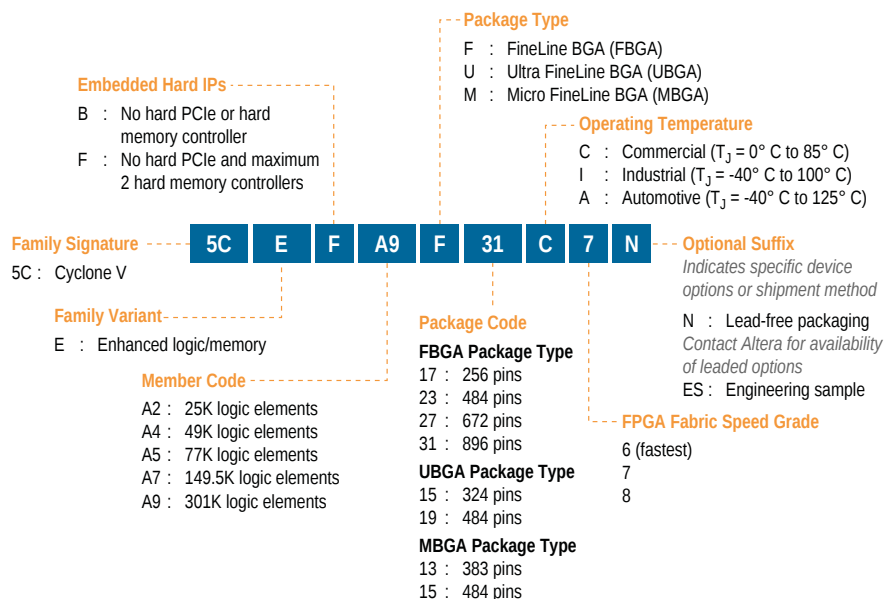 Package Type
F : FineLine BGA (FBGA)
U : Ultra FineLine BGA (UBGA)
M : Micro FineLine BGA (MBGA)
Embedded Hard IPs
B : No hard PCIe or hard
memory controller
F : No hard PCIe and maximum
2 hard memory controllers
Operating Temperature
C : Commercial (TJ = 0° C to 85° C)
I : Industrial (TJ = -40° C to 100° C)
A : Automotive (TJ = -40° C to 125° C)
Family Signature
5C : Cyclone V
5C E F A9 F 31 C 7 N
Optional Suffix
Indicates specific device
options or shipment method
N : Lead-free packaging
Contact Altera for availability
of leaded options
ES : Engineering sample
Family Variant
E : Enhanced logic/memory
Member Code
A2 : 25K logic elements
A4 : 49K logic elements
A5 : 77K logic elements
A7 : 149.5K logic elements
A9 : 301K logic elements
Package Code
FBGA Package Type
17 : 256 pins
23 : 484 pins
27 : 672 pins
31 : 896 pins
UBGA Package Type
15 : 324 pins
19 : 484 pins
MBGA Package Type
13 : 383 pins
15 : 484 pins
FPGA Fabric Speed Grade
6 (fastest)
7
8